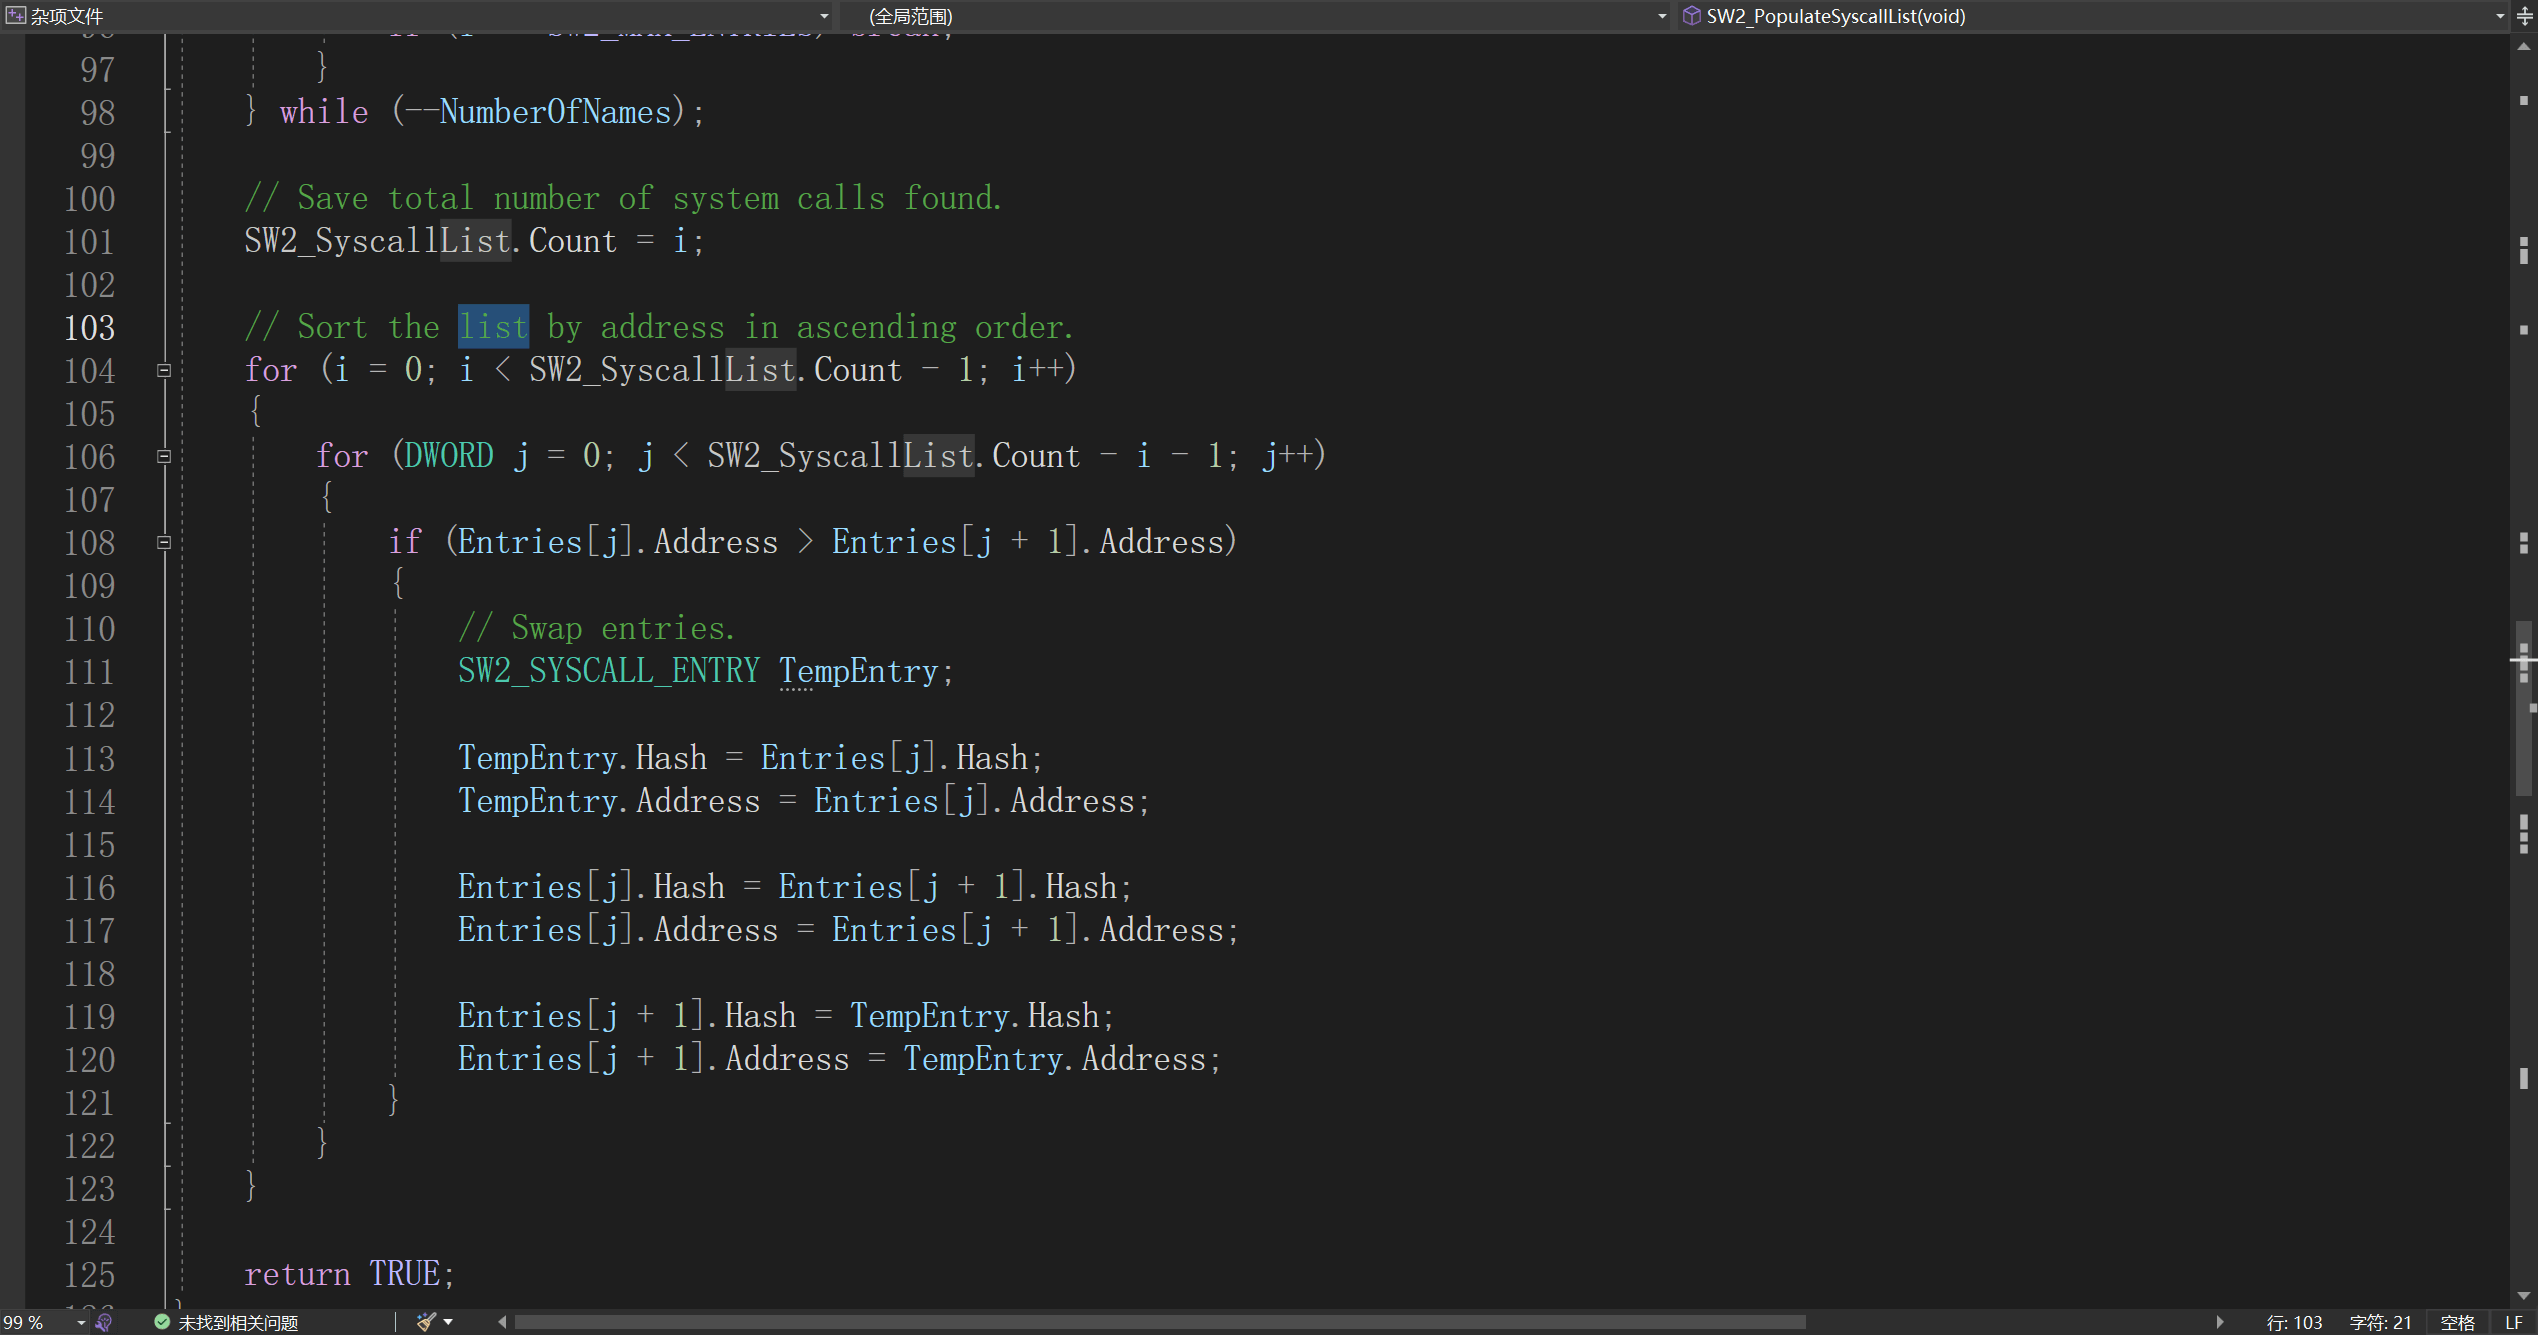 杂项文件 (全局范围) SW2_PopulateSyscallList(void)
97 }
98 } while (--NumberOfNames);
99
100 // Save total number of system calls found.
101 SW2_SyscallList.Count = i;
102
103 // Sort the list by address in ascending order.
104 for (i = 0; i < SW2_SyscallList.Count - 1; i++)
105 {
106 for (DWORD j = 0; j < SW2_SyscallList.Count - i - 1; j++)
107 {
108 if (Entries[j].Address > Entries[j + 1].Address)
109 {
110 // Swap entries.
111 SW2_SYSCALL_ENTRY TempEntry;
112
113 TempEntry.Hash = Entries[j].Hash;
114 TempEntry.Address = Entries[j].Address;
115
116 Entries[j].Hash = Entries[j + 1].Hash;
117 Entries[j].Address = Entries[j + 1].Address;
118
119 Entries[j + 1].Hash = TempEntry.Hash;
120 Entries[j + 1].Address = TempEntry.Address;
121 }
122 }
123 }
124
125 return TRUE;
99 % 未找到相关问题 行: 103 字符: 21 空格 LF